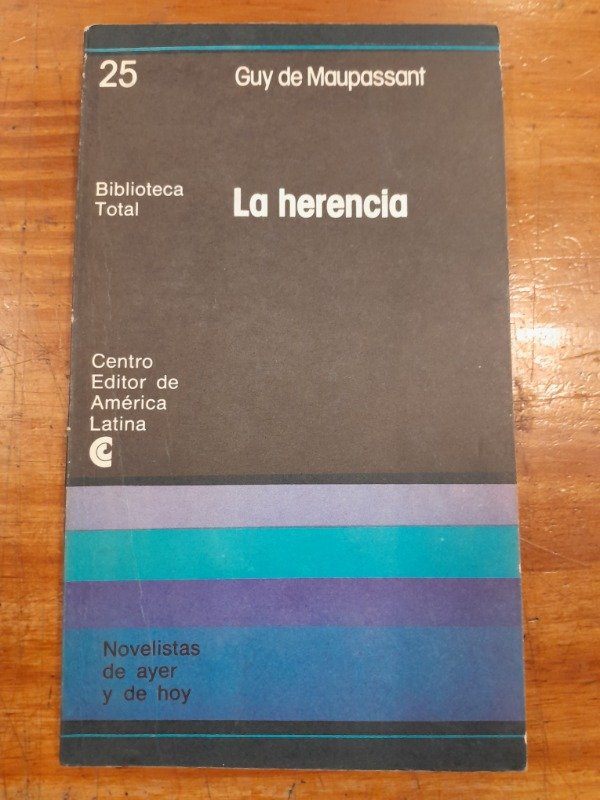 25
Guy de Maupassant
Biblioteca
Total
La herencia
Centro
Editor de
América
Latina
Novelistas
de ayer
y de hoy